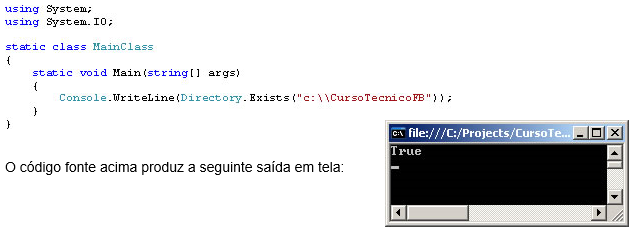 using System;
using System.IO;
static class MainClass
{
static void Main(string[] args)
{
Console.WriteLine(Directory.Exists("c:\\CursoTecnicoFB"));
}
}
O código fonte acima produz a seguinte saída em tela:
file:///C:/Projects/CursoTe...
True